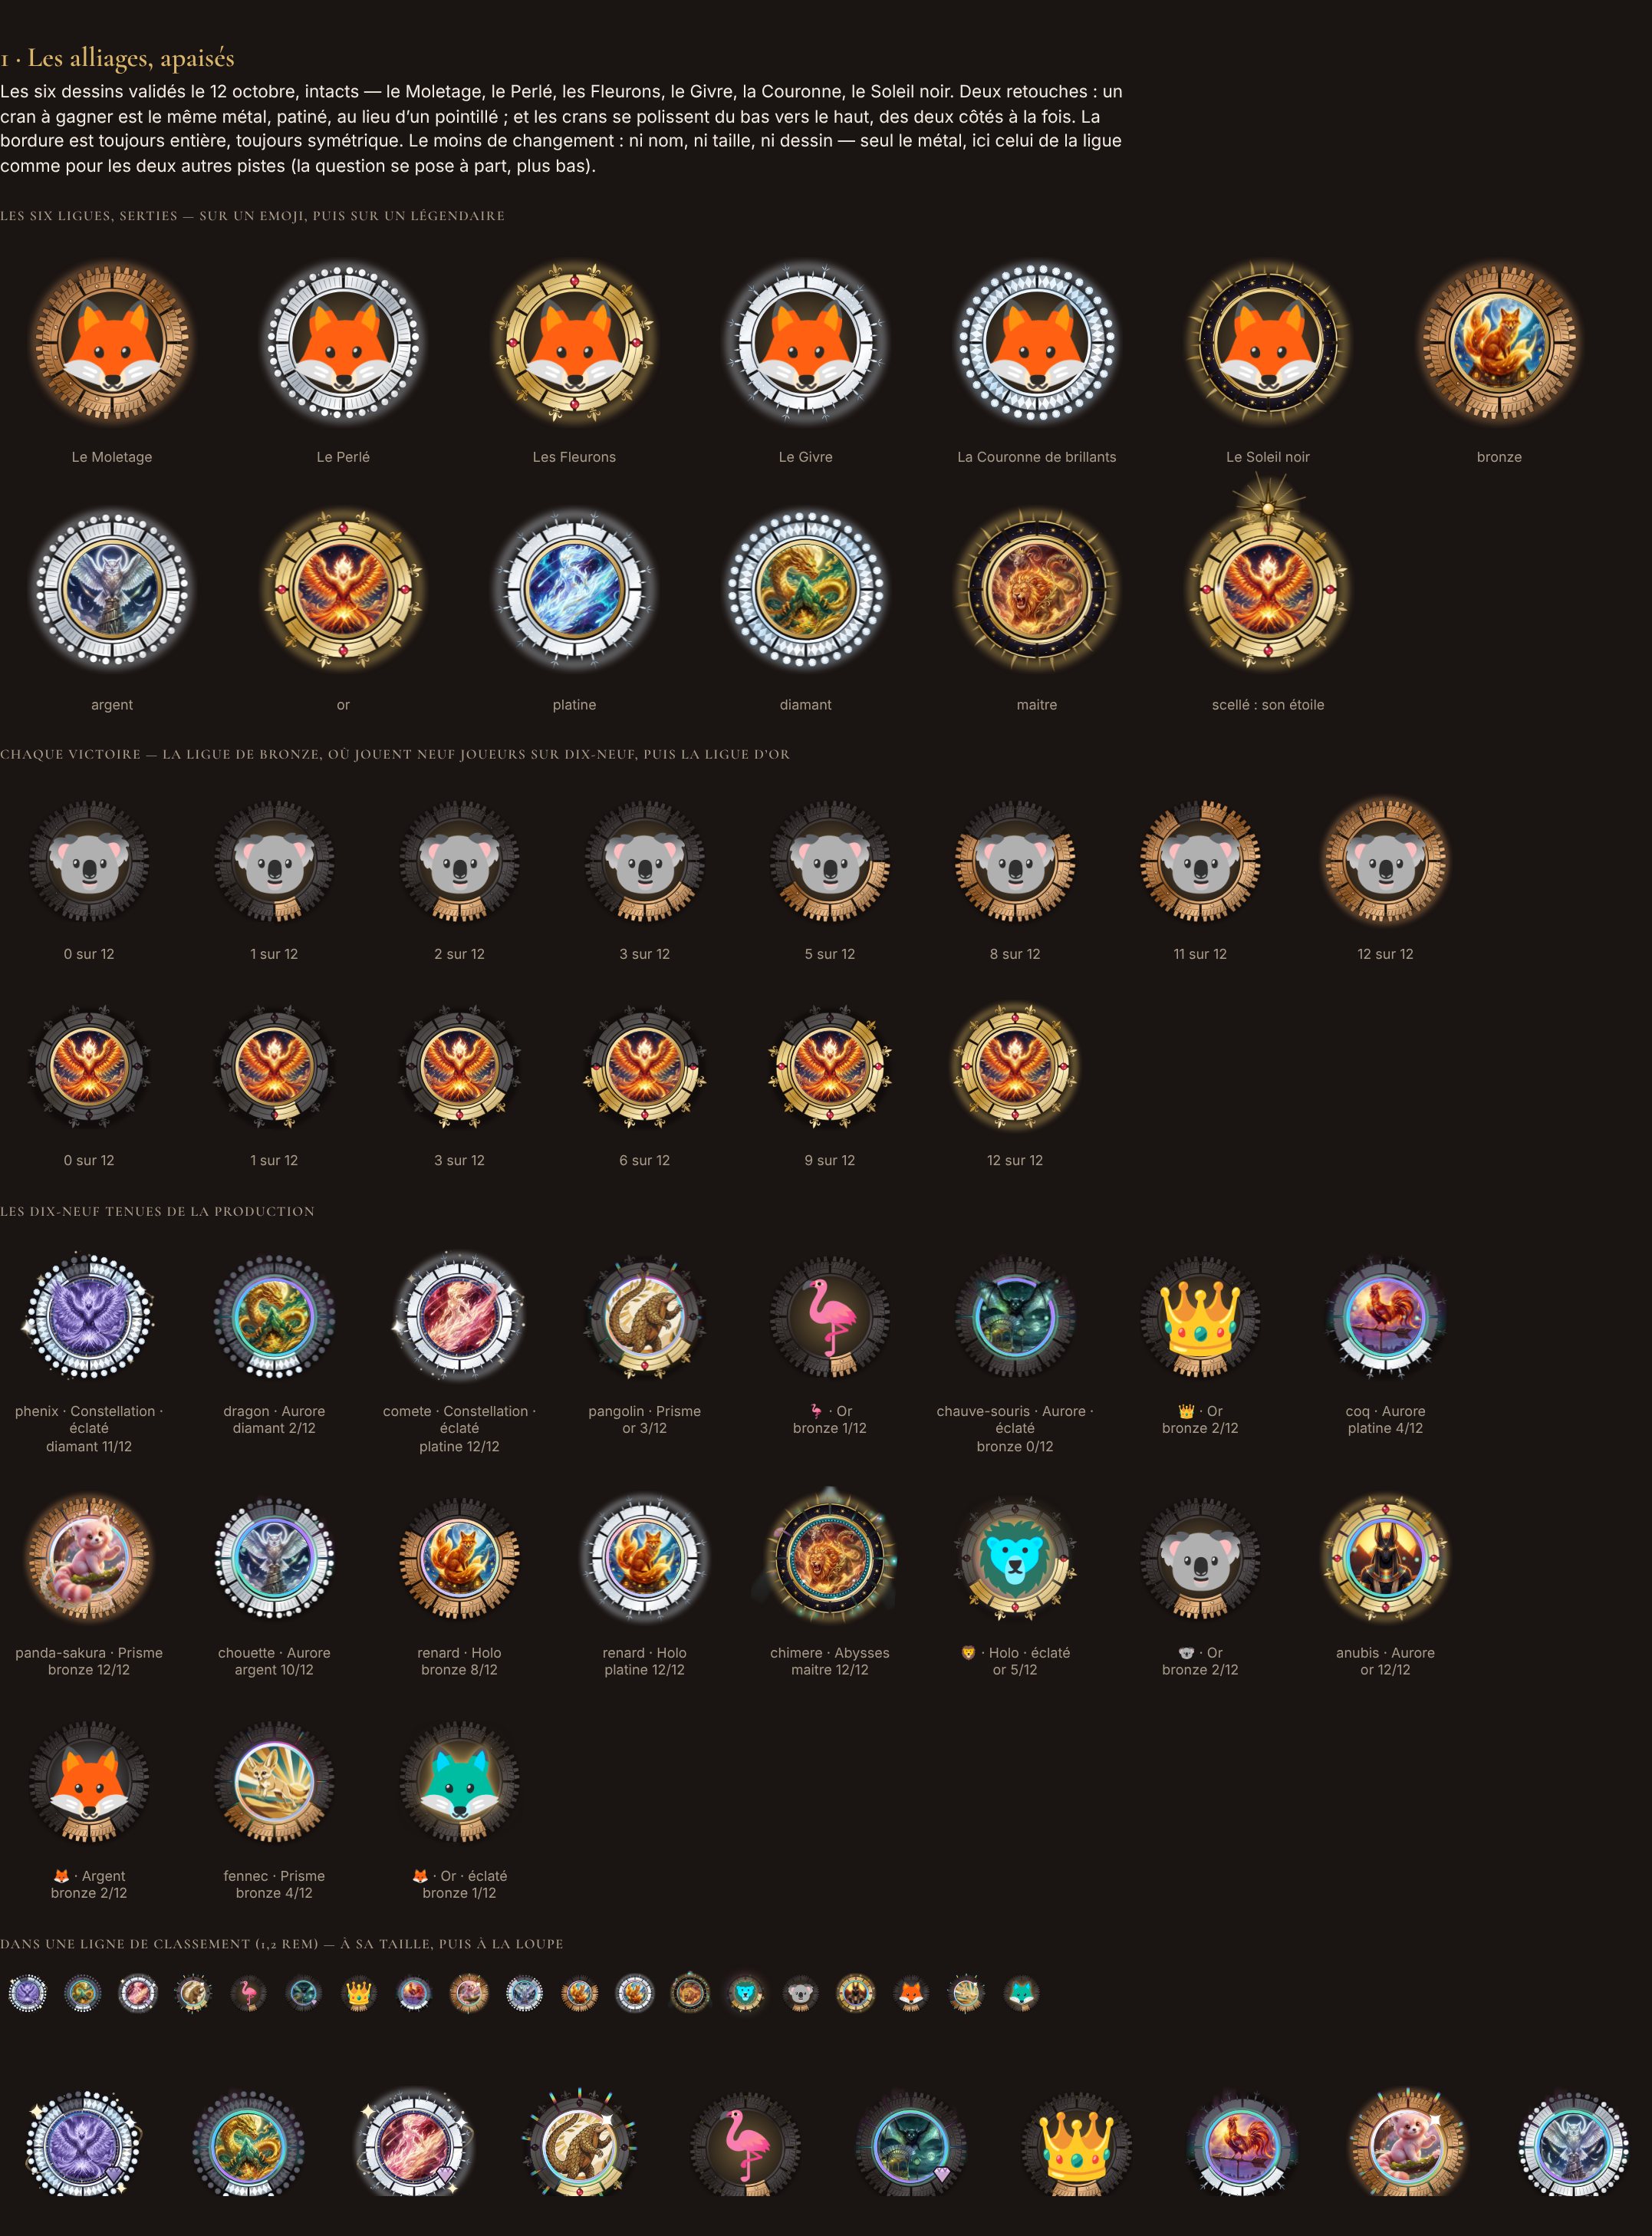 1 · Les alliages, apaisés
Les six dessins validés le 12 octobre, intacts — le Moletage, le Perlé, les Fleurons, le Givre, la Couronne, le Soleil noir. Deux retouches : un
cran à gagner est le même métal, patiné, au lieu d’un pointillé ; et les crans se polissent du bas vers le haut, des deux côtés à la fois. La
bordure est toujours entière, toujours symétrique. Le moins de changement : ni nom, ni taille, ni dessin — seul le métal, ici celui de la ligue
comme pour les deux autres pistes (la question se pose à part, plus bas).
LES SIX LIGUES, SERTIES — SUR UN EMOJI, PUIS SUR UN LÉGENDAIRE
Le Moletage
Le Perlé
Les Fleurons
Le Givre
La Couronne de brillants
Le Soleil noir
bronze
argent
or
platine
diamant
maitre
scellé : son étoile
CHAQUE VICTOIRE — LA LIGUE DE BRONZE, OÙ JOUENT NEUF JOUEURS SUR DIX-NEUF, PUIS LA LIGUE D’OR
0 sur 12
1 sur 12
2 sur 12
3 sur 12
5 sur 12
8 sur 12
11 sur 12
12 sur 12
0 sur 12
1 sur 12
3 sur 12
6 sur 12
9 sur 12
12 sur 12
LES DIX-NEUF TENUES DE LA PRODUCTION
phenix · Constellation ·
éclaté
diamant 11/12
dragon · Aurore
diamant 2/12
comete · Constellation ·
éclaté
platine 12/12
pangolin · Prisme
or 3/12
🦩 · Or
bronze 1/12
chauve-souris · Aurore ·
éclaté
bronze 0/12
👑 · Or
bronze 2/12
coq · Aurore
platine 4/12
panda-sakura · Prisme
bronze 12/12
chouette · Aurore
argent 10/12
renard · Holo
bronze 8/12
renard · Holo
platine 12/12
chimere · Abysses
maitre 12/12
🦁 · Holo · éclaté
or 5/12
🐨 · Or
bronze 2/12
anubis · Aurore
or 12/12
🦊 · Argent
bronze 2/12
fennec · Prisme
bronze 4/12
🦊 · Or · éclaté
bronze 1/12
DANS UNE LIGNE DE CLASSEMENT (1,2 REM) — À SA TAILLE, PUIS À LA LOUPE